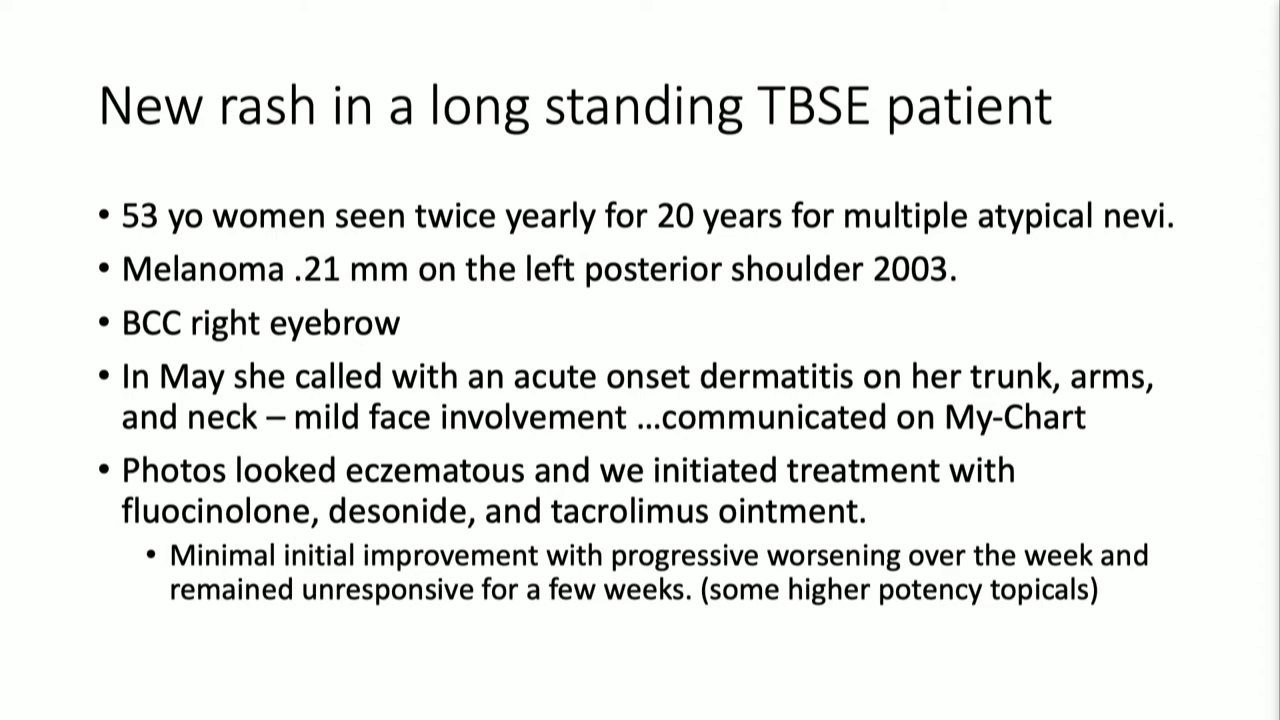 New rash in a long standing TBSE patient
• 53 yo women seen twice yearly for 20 years for multiple atypical nevi.
• Melanoma .21 mm on the left posterior shoulder 2003.
• BCC right eyebrow
• In May she called with an acute onset dermatitis on her trunk, arms,
and neck – mild face involvement ...communicated on My-Chart
• Photos looked eczematous and we initiated treatment with
fluocinolone, desonide, and tacrolimus ointment.
• Minimal initial improvement with progressive worsening over the week and
remained unresponsive for a few weeks. (some higher potency topicals)